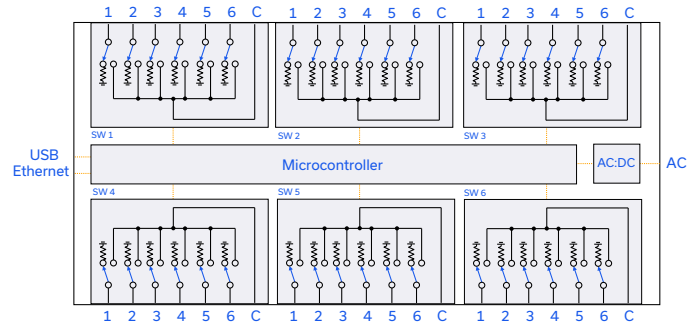 1 2 3 4 5 6 C 1 2 3 4 5 6 C 1 2 3 4 5 6 C
SW 1 SW 2 SW 3
USB
Ethernet
Microcontroller
AC:DC
AC
SW 4 SW 5 SW 6
1 2 3 4 5 6 C 1 2 3 4 5 6 C 1 2 3 4 5 6 C